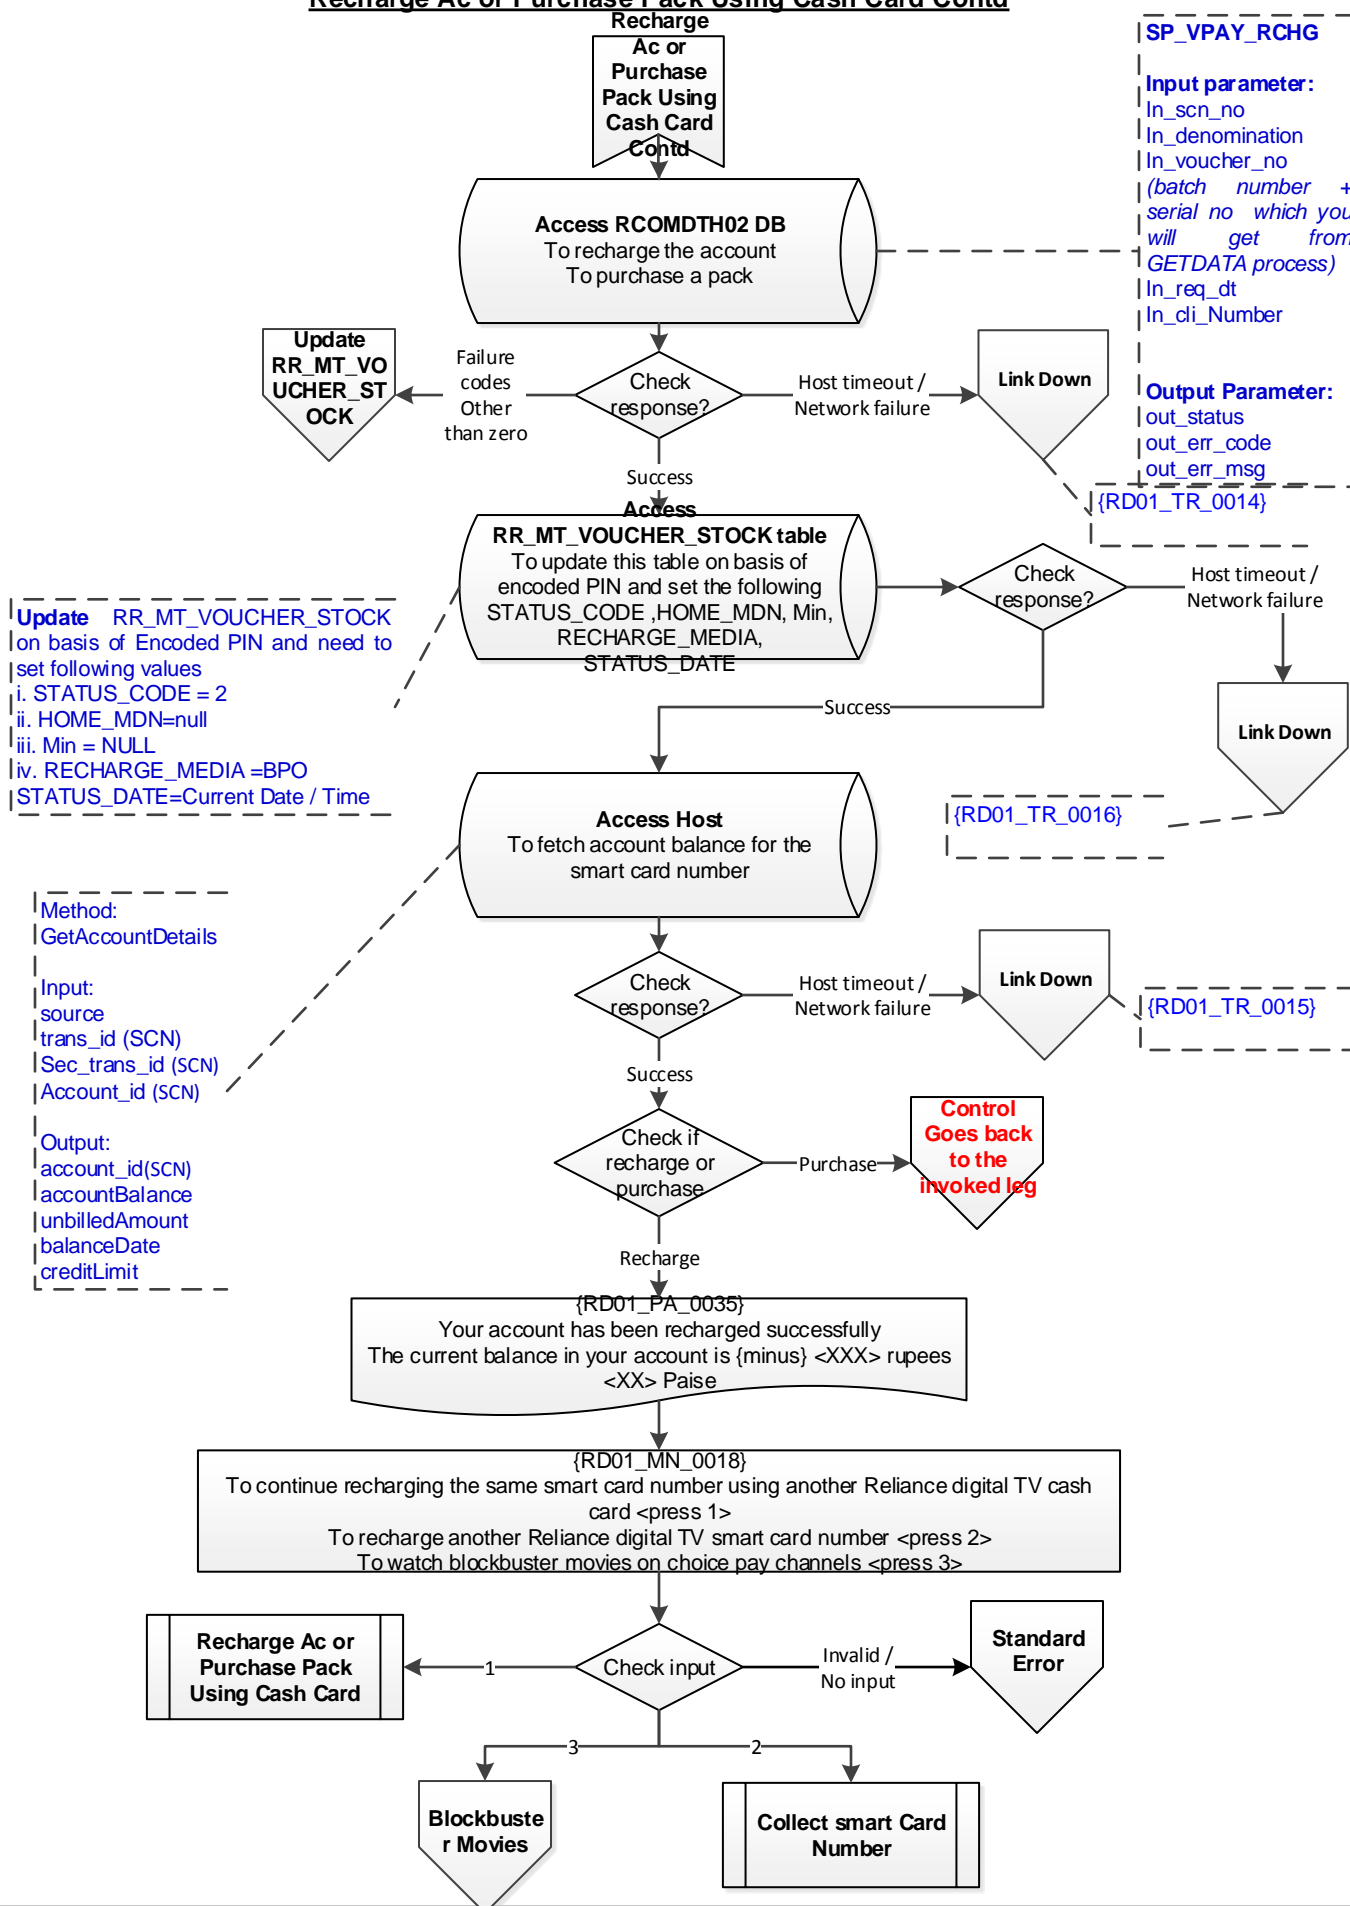 Recharge Ac or Purchase Pack Using Cash Card Contd
Recharge
Ac or
Purchase
Pack Using
Cash Card
Contd
SP_VPAY_RCHG
Input parameter:
In_scn_no
In_denomination
In_voucher_no
(batch number +
serial no which you
will get from
GETDATA process)
In_req_dt
In_cli_Number
Output Parameter:
out_status
out_err_code
out_err_msg
Access RCOMDTH02 DB
To recharge the account
To purchase a pack
Update
RR_MT_VO
UCHER_ST
OCK
Failure
codes
Other
than zero
Check
response?
Host timeout /
Network failure
Link Down
{RD01_TR_0014}
Success
Access
RR_MT_VOUCHER_STOCK table
To update this table on basis of
encoded PIN and set the following
STATUS_CODE ,HOME_MDN, Min,
RECHARGE_MEDIA,
STATUS_DATE
Check
response?
Host timeout /
Network failure
Update RR_MT_VOUCHER_STOCK
on basis of Encoded PIN and need to
set following values
i. STATUS_CODE = 2
ii. HOME_MDN=null
iii. Min = NULL
iv. RECHARGE_MEDIA =BPO
STATUS_DATE=Current Date / Time
Success
Link Down
{RD01_TR_0016}
Access Host
To fetch account balance for the
smart card number
Method:
GetAccountDetails
Input:
source
trans_id (SCN)
Sec_trans_id (SCN)
Account_id (SCN)
Output:
account_id(SCN)
accountBalance
unbilledAmount
balanceDate
creditLimit
Check
response?
Host timeout /
Network failure
Link Down
{RD01_TR_0015}
Success
Check if
recharge or
purchase
Purchase
Control
Goes back
to the
invoked leg
Recharge
{RD01_PA_0035}
Your account has been recharged successfully
The current balance in your account is {minus} <XXX> rupees
<XX> Paise
{RD01_MN_0018}
To continue recharging the same smart card number using another Reliance digital TV cash
card <press 1>
To recharge another Reliance digital TV smart card number <press 2>
To watch blockbuster movies on choice pay channels <press 3>
Recharge Ac or
Purchase Pack
Using Cash Card
1
Check input
Invalid /
No input
Standard
Error
3
2
Blockbuste
r Movies
Collect smart Card
Number